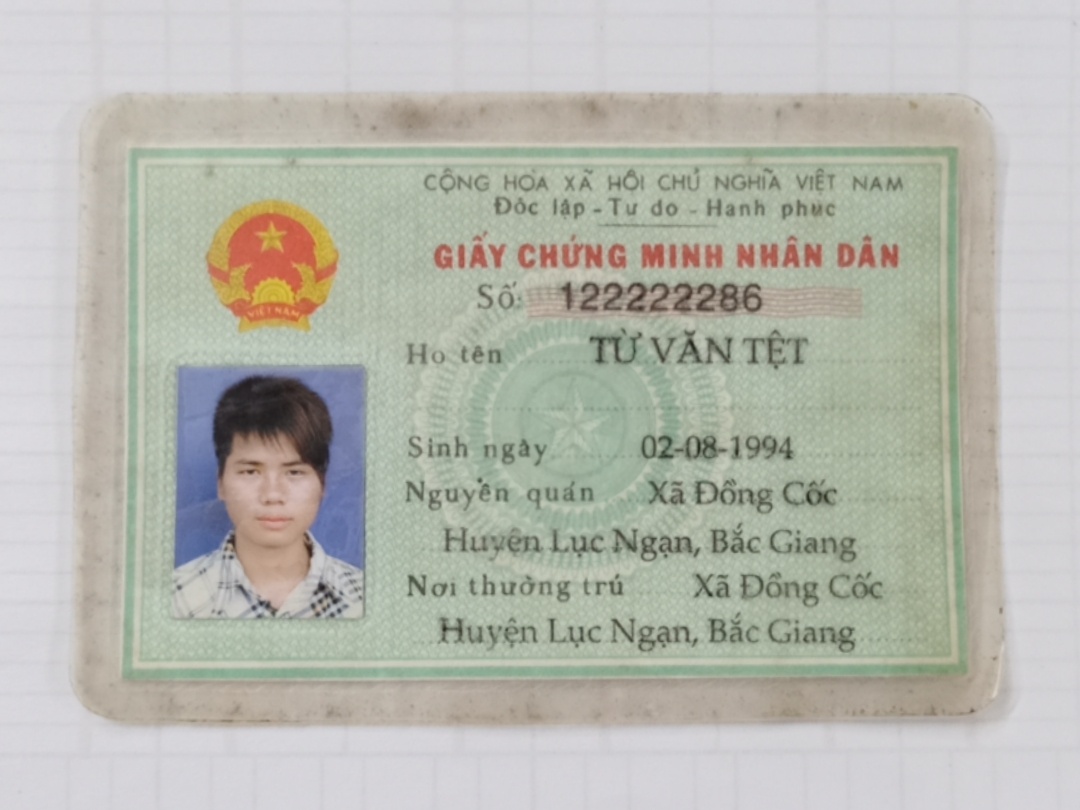 CỘNG HÒA XÃ HỘI CHỦ NGHĨA VIỆT NAM
Độc lập - Tự do - Hạnh phúc
GIẤY CHỨNG MINH NHÂN DÂN
Số: 122222286
Họ tên TỪ VĂN TỆT
Sinh ngày 02-08-1994
Nguyên quán Xã Đồng Cốc
Huyện Lục Ngạn, Bắc Giang
Nơi thường trú Xã Đồng Cốc
Huyện Lục Ngạn, Bắc Giang
VIỆT NAM